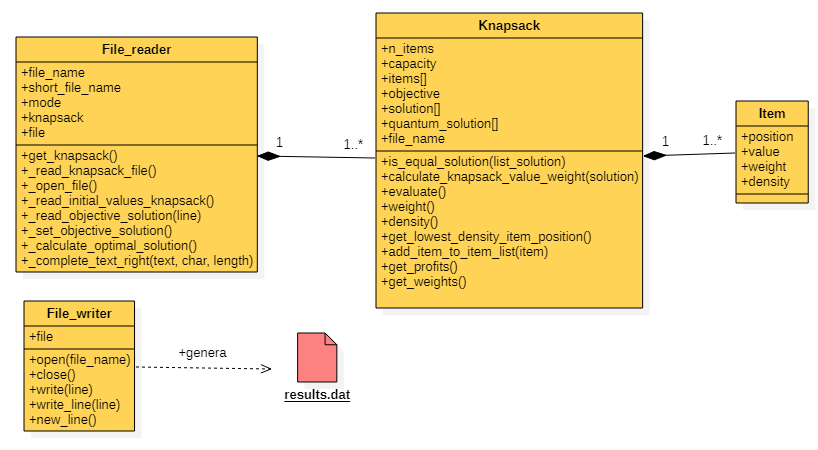 File_reader
+file_name
+short_file_name
+mode
+knapsack
+file
+get_knapsack()
+_read_knapsack_file()
+_open_file()
+_read_initial_values_knapsack()
+_read_objective_solution(line)
+_set_objective_solution()
+_calculate_optimal_solution()
+_complete_text_right(text, char, length)
1
1..*
Knapsack
+n_items
+capacity
+items[]
+objective
+solution[]
+quantum_solution[]
+file_name
+is_equal_solution(list_solution)
+calculate_knapsack_value_weight(solution)
+evaluate()
+weight()
+density()
+get_lowest_density_item_position()
+add_item_to_item_list(item)
+get_profits()
+get_weights()
1
1..*
Item
+position
+value
+weight
+density
File_writer
+file
+open(file_name)
+close()
+write(line)
+write_line(line)
+new_line()
+genera
results.dat